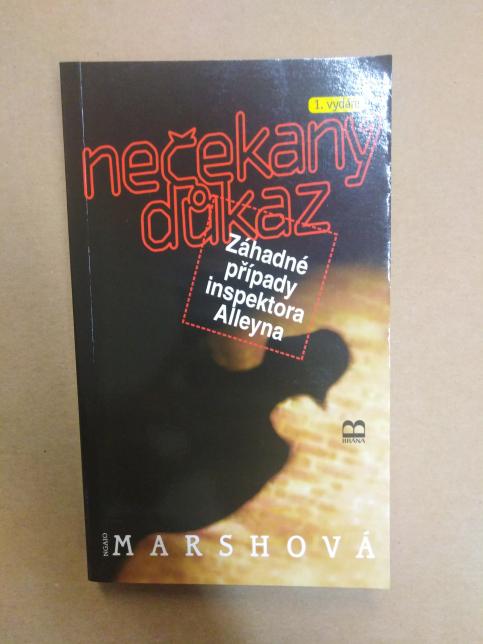 1. vydání
nečekaný
důkaz
Záhadné
případy
inspektora
Alleyna
B
BRÁNA
NGAIO
MARSHOVÁ